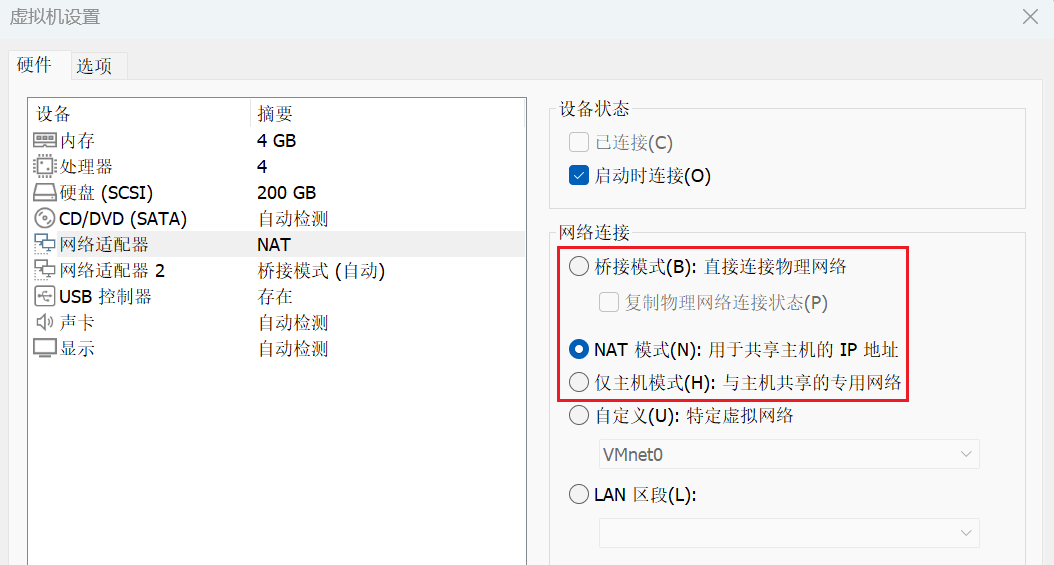 虚拟机设置
硬件 选项
设备 摘要
内存 4 GB
处理器 4
硬盘 (SCSI) 200 GB
CD/DVD (SATA) 自动检测
网络适配器 NAT
网络适配器 2 桥接模式 (自动)
USB 控制器 存在
声卡 自动检测
显示 自动检测
设备状态
已连接(C)
启动时连接(O)
网络连接
桥接模式(B): 直接连接物理网络
复制物理网络连接状态(P)
NAT 模式(N): 用于共享主机的 IP 地址
仅主机模式(H): 与主机共享的专用网络
自定义(U): 特定虚拟网络
VMnet0
LAN 区段(L):